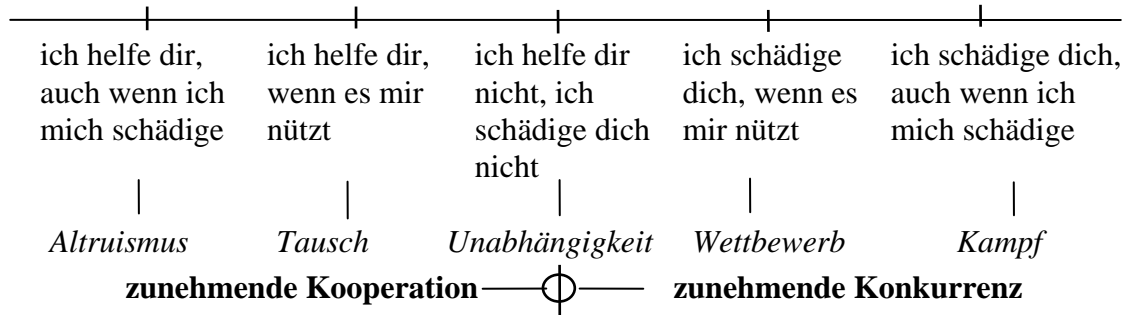 ich helfe dir,
auch wenn ich
mich schädige
ich helfe dir,
wenn es mir
nützt
ich helfe dir
nicht, ich
schädige dich
nicht
ich schädige
dich, wenn es
mir nützt
ich schädige dich,
auch wenn ich
mich schädige
Altruismus
Tausch
Unabhängigkeit
Wettbewerb
Kampf
zunehmende Kooperation
zunehmende Konkurrenz